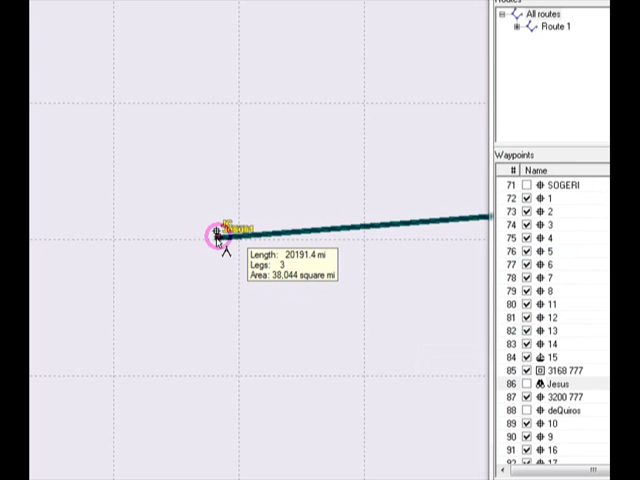 Routes
All routes
Route 1
Waypoints
# Name
71 SOGERI
72 1
73 2
74 3
75 4
76 5
77 6
78 7
79 8
80 11
81 12
82 13
83 14
84 15
85 3168 777
86 Jesus
87 3200 777
88 deQuiros
89 10
90 9
91 16
92 17
Length: 20191.4 mi
Legs: 3
Area: 38,044 square mi